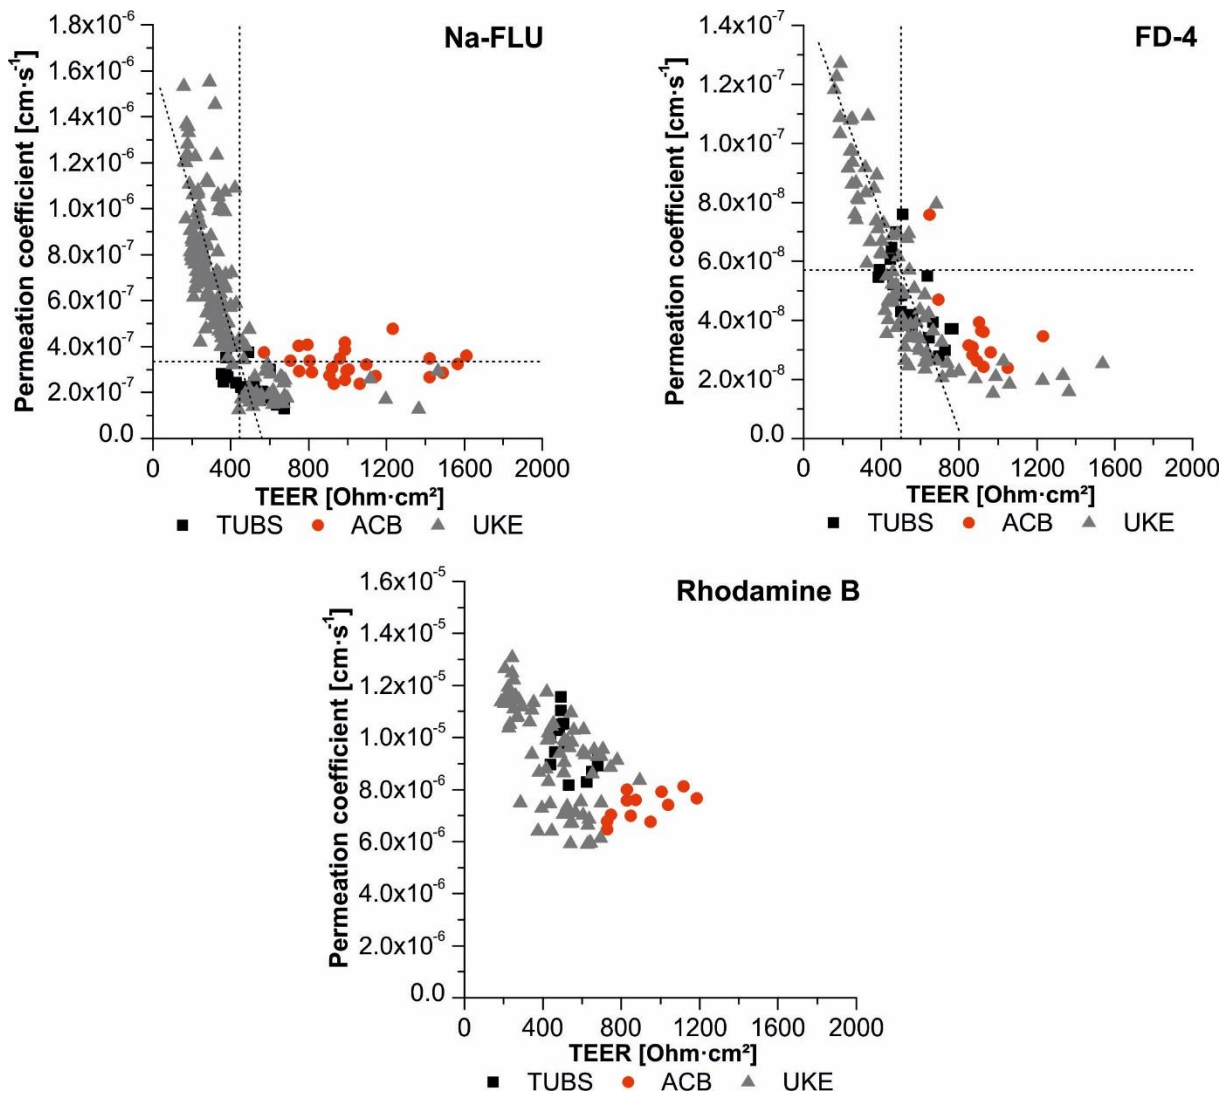 Na-FLU
Permeation coefficient [cm·s⁻¹]
1.8x10⁻⁶
1.6x10⁻⁶
1.4x10⁻⁶
1.2x10⁻⁶
1.0x10⁻⁶
8.0x10⁻⁷
6.0x10⁻⁷
4.0x10⁻⁷
2.0x10⁻⁷
0.0
0 400 800 1200 1600 2000
TEER [Ohm·cm²]
TUBS ACB UKE
FD-4
Permeation coefficient [cm·s⁻¹]
1.4x10⁻⁷
1.2x10⁻⁷
1.0x10⁻⁷
8.0x10⁻⁸
6.0x10⁻⁸
4.0x10⁻⁸
2.0x10⁻⁸
0.0
0 400 800 1200 1600 2000
TEER [Ohm·cm²]
TUBS ACB UKE
Rhodamine B
Permeation coefficient [cm·s⁻¹]
1.6x10⁻⁵
1.4x10⁻⁵
1.2x10⁻⁵
1.0x10⁻⁵
8.0x10⁻⁶
6.0x10⁻⁶
4.0x10⁻⁶
2.0x10⁻⁶
0.0
0 400 800 1200 1600 2000
TEER [Ohm·cm²]
TUBS ACB UKE